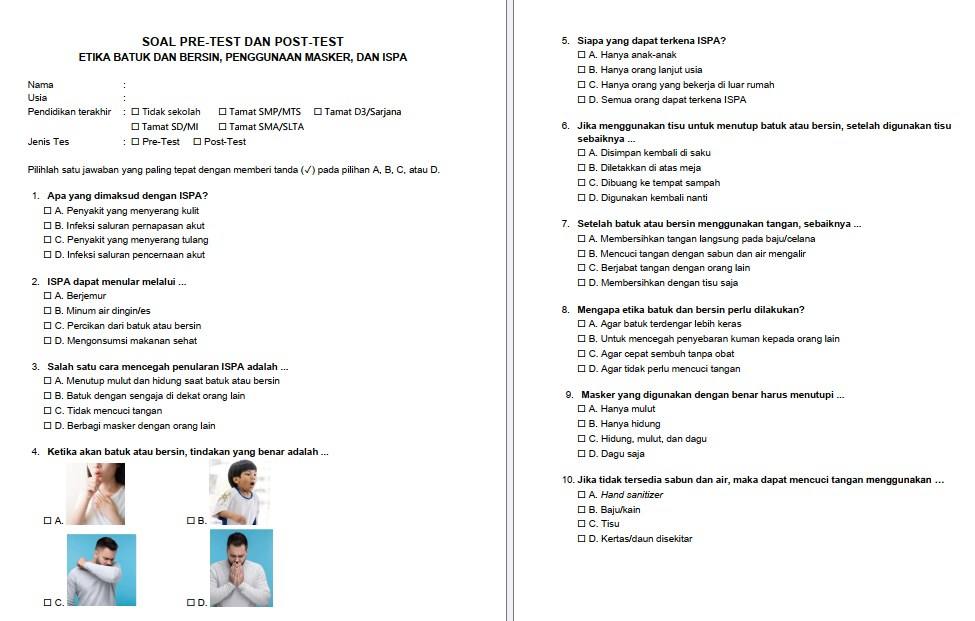 SOAL PRE-TEST DAN POST-TEST
ETIKA BATUK DAN BERSIN, PENGGUNAAN MASKER, DAN ISPA
Nama :
Usia :
Pendidikan terakhir : ☐ Tidak sekolah ☐ Tamat SMP/MTS ☐ Tamat D3/Sarjana
☐ Tamat SD/MI ☐ Tamat SMA/SLTA
Jenis Tes : ☐ Pre-Test ☐ Post-Test
Pilihlah satu jawaban yang paling tepat dengan memberi tanda (✓) pada pilihan A, B, C, atau D.
1. Apa yang dimaksud dengan ISPA?
☐ A. Penyakit yang menyerang kulit
☐ B. Infeksi saluran pernapasan akut
☐ C. Penyakit yang menyerang tulang
☐ D. Infeksi saluran pencernaan akut
2. ISPA dapat menular melalui ...
☐ A. Berjemur
☐ B. Minum air dingin/es
☐ C. Percikan dari batuk atau bersin
☐ D. Mengonsumsi makanan sehat
3. Salah satu cara mencegah penularan ISPA adalah ...
☐ A. Menutup mulut dan hidung saat batuk atau bersin
☐ B. Batuk dengan sengaja di dekat orang lain
☐ C. Tidak mencuci tangan
☐ D. Berbagi masker dengan orang lain
4. Ketika akan batuk atau bersin, tindakan yang benar adalah ...
☐ A. ☐ B.
☐ C. ☐ D.
5. Siapa yang dapat terkena ISPA?
☐ A. Hanya anak-anak
☐ B. Hanya orang lanjut usia
☐ C. Hanya orang yang bekerja di luar rumah
☐ D. Semua orang dapat terkena ISPA
6. Jika menggunakan tisu untuk menutup batuk atau bersin, setelah digunakan tisu
sebaiknya ...
☐ A. Disimpan kembali di saku
☐ B. Diletakkan di atas meja
☐ C. Dibuang ke tempat sampah
☐ D. Digunakan kembali nanti
7. Setelah batuk atau bersin menggunakan tangan, sebaiknya ...
☐ A. Membersihkan tangan langsung pada baju/celana
☐ B. Mencuci tangan dengan sabun dan air mengalir
☐ C. Berjabat tangan dengan orang lain
☐ D. Membersihkan dengan tisu saja
8. Mengapa etika batuk dan bersin perlu dilakukan?
☐ A. Agar batuk terdengar lebih keras
☐ B. Untuk mencegah penyebaran kuman kepada orang lain
☐ C. Agar cepat sembuh tanpa obat
☐ D. Agar tidak perlu mencuci tangan
9. Masker yang digunakan dengan benar harus menutupi ...
☐ A. Hanya mulut
☐ B. Hanya hidung
☐ C. Hidung, mulut, dan dagu
☐ D. Dagu saja
10. Jika tidak tersedia sabun dan air, maka dapat mencuci tangan menggunakan ...
☐ A. Hand sanitizer
☐ B. Baju/kain
☐ C. Tisu
☐ D. Kertas/daun disekitar